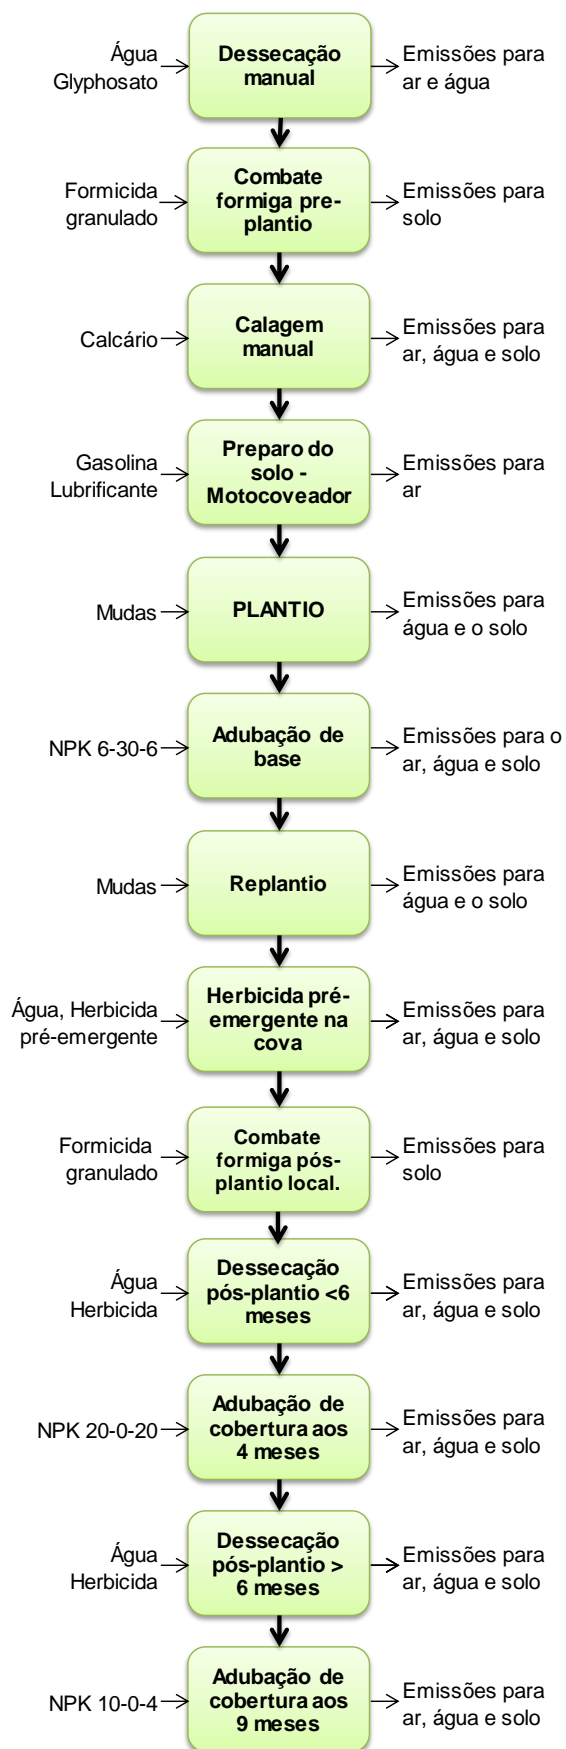 Água
Glyphosato
Dessecação
manual
Emissões para
ar e água
Formicida
granulado
Combate
formiga pre-
plantio
Emissões para
solo
Calcário
Calagem
manual
Emissões para
ar, água e solo
Gasolina
Lubrificante
Preparo do
solo -
Motocoveador
Emissões para
ar
Mudas
PLANTIO
Emissões para
água e o solo
NPK 6-30-6
Adubação de
base
Emissões para o
ar, água e solo
Mudas
Replantio
Emissões para
água e o solo
Água, Herbicida
pré-emergente
Herbicida pré-
emergente na
cova
Emissões para
ar, água e solo
Formicida
granulado
Combate
formiga pós-
plantio local.
Emissões para
solo
Água
Herbicida
Dessecação
pós-plantio <6
meses
Emissões para
ar, água e solo
NPK 20-0-20
Adubação de
cobertura aos
4 meses
Emissões para
ar, água e solo
Água
Herbicida
Dessecação
pós-plantio >
6 meses
Emissões para
ar, água e solo
NPK 10-0-4
Adubação de
cobertura aos
9 meses
Emissões para
ar, água e solo